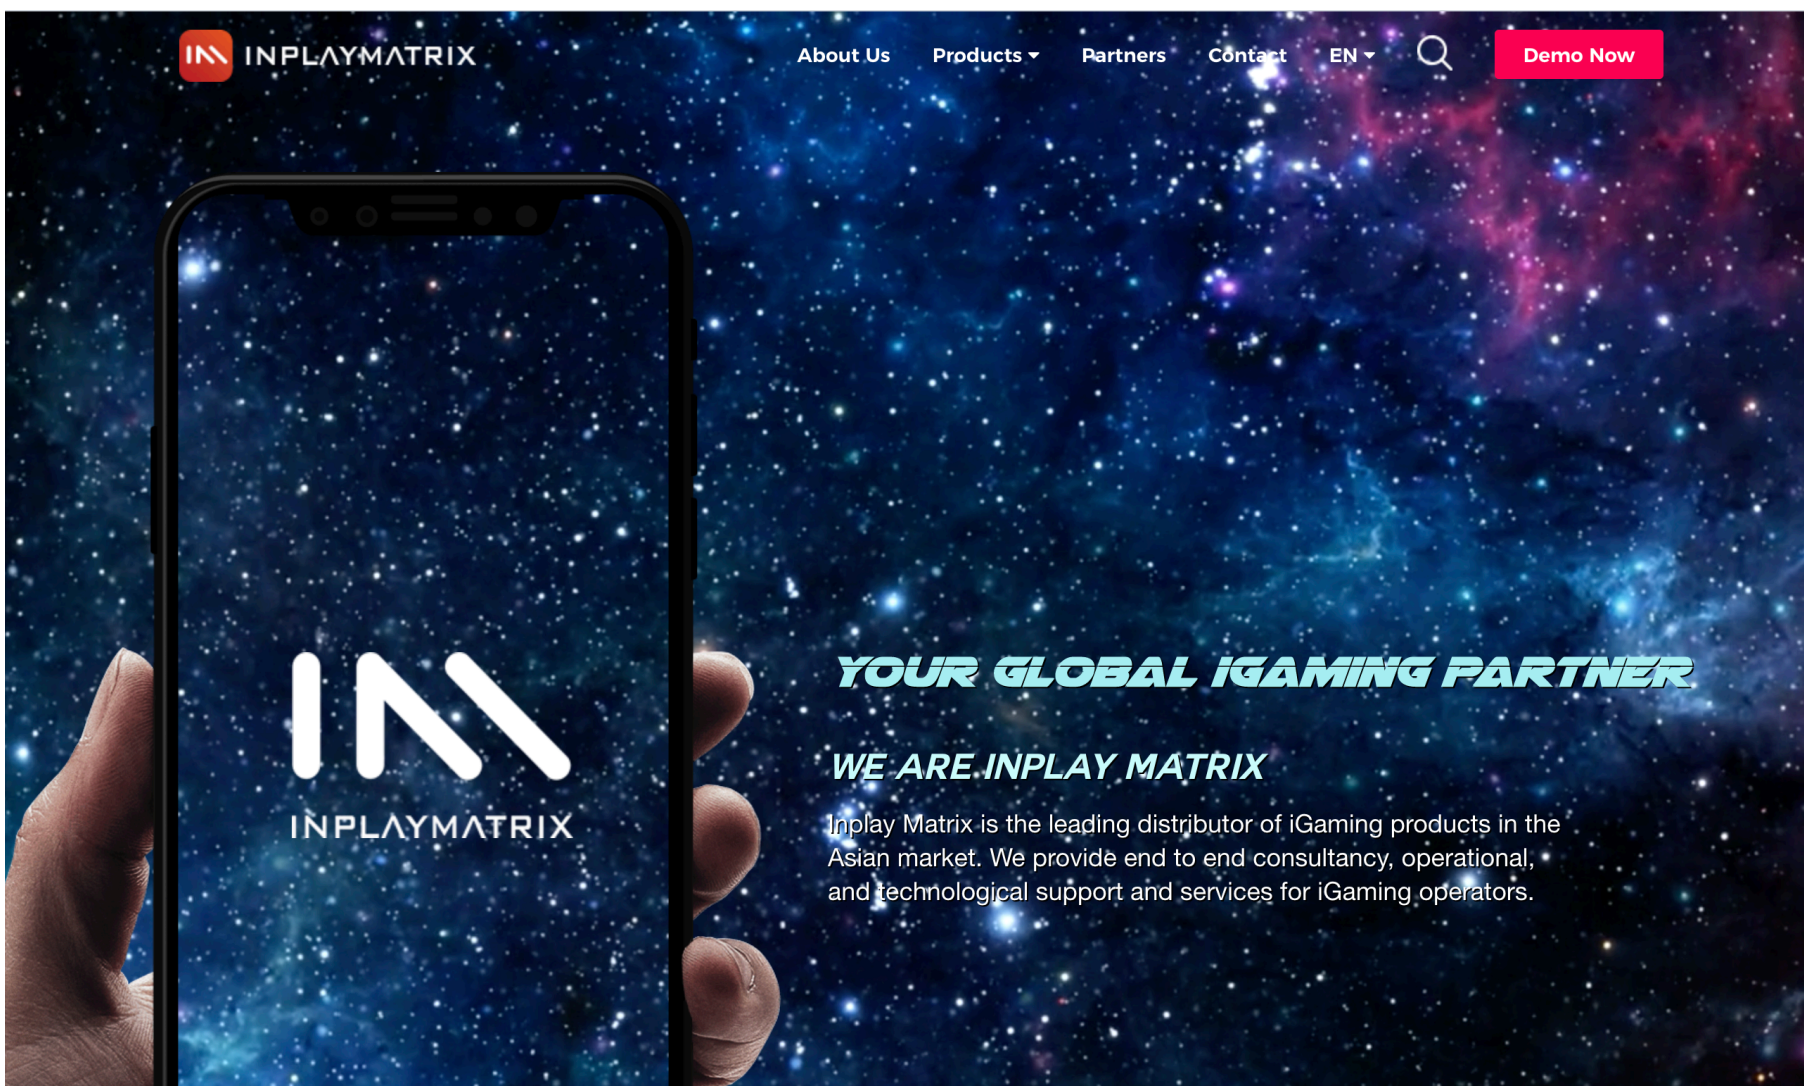 INPLAYMATRIX
About Us
Products
Partners
Contact
EN
Demo Now
INPLAYMATRIX
YOUR GLOBAL IGAMING PARTNER
WE ARE INPLAY MATRIX
Inplay Matrix is the leading distributor of iGaming products in the
Asian market. We provide end to end consultancy, operational,
and technological support and services for iGaming operators.